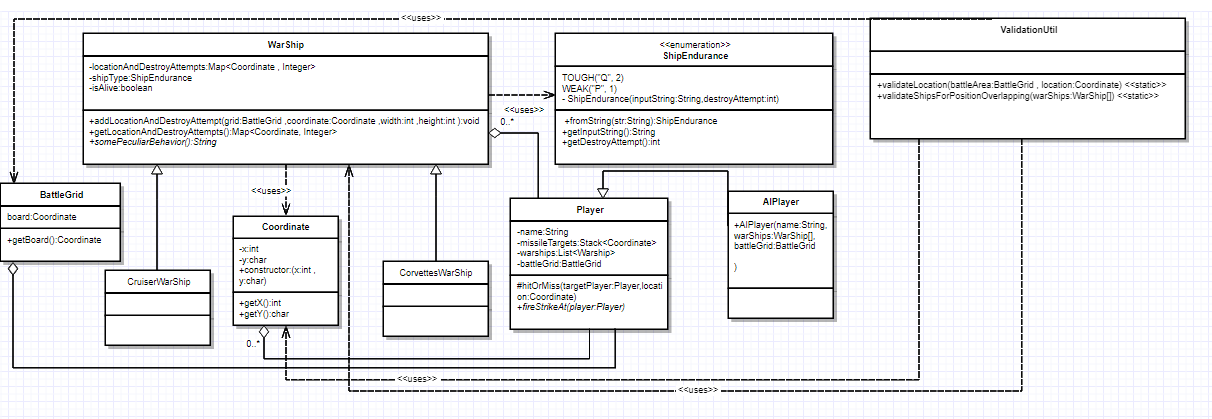 <<uses>>
WarShip
-locationAndDestroyAttempts:Map<Coordinate , Integer>
-shipType:ShipEndurance
-isAlive:boolean
+addLocationAndDestroyAttempt(grid:BattleGrid ,coordinate:Coordinate ,width:int ,height:int ):void
+getLocationAndDestroyAttempts():Map<Coordinate, Integer>
+somePeculiarBehavior():String
<<uses>>
0..*
<<enumeration>>
ShipEndurance
TOUGH("Q", 2)
WEAK("P", 1)
- ShipEndurance(inputString:String,destroyAttempt:int)
+fromString(str:String):ShipEndurance
+getInputString():String
+getDestroyAttempt():int
ValidationUtil
+validateLocation(battleArea:BattleGrid , location:Coordinate) <<static>>
+validateShipsForPositionOverlapping(warShips:WarShip[]) <<static>>
BattleGrid
board:Coordinate
+getBoard():Coordinate
CruiserWarShip
<<uses>>
Coordinate
-x:int
-y:char
+constructor:(x:int ,
y:char)
+getX():int
+getY():char
0..*
CorvettesWarShip
Player
-name:String
-missileTargets:Stack<Coordinate>
-warships:List<Warship>
-battleGrid:BattleGrid
#hitOrMiss(targetPlayer:Player,locati
on:Coordinate)
+fireStrikeAt(player:Player)
AIPlayer
+AIPlayer(name:String,
warShips:WarShip[],
battleGrid:BattleGrid
)
<<uses>>
<<uses>>